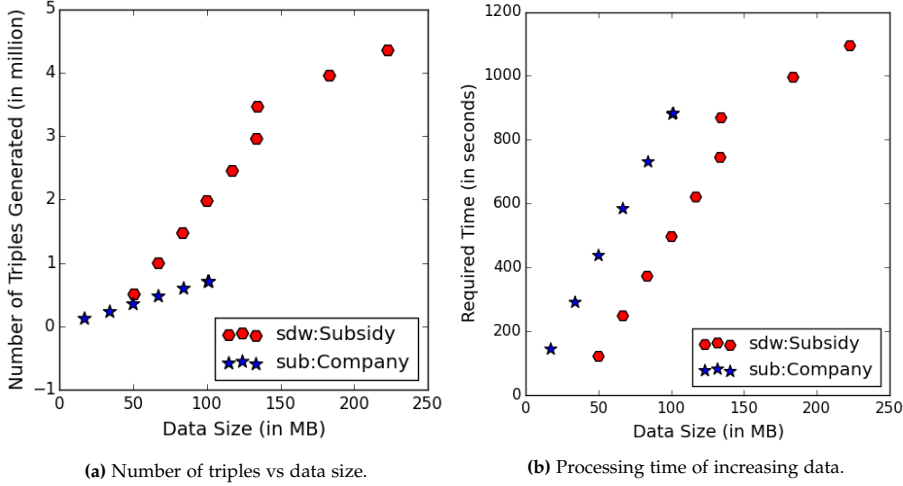 5
4
3
2
1
0
−1
Number of Triples Generated (in million)
sdw:Subsidy
sub:Company
0 50 100 150 200 250
Data Size (in MB)
(a) Number of triples vs data size.
1200
1000
800
600
400
200
0
Required Time (in seconds)
sdw:Subsidy
sub:Company
0 50 100 150 200 250
Data Size (in MB)
(b) Processing time of increasing data.